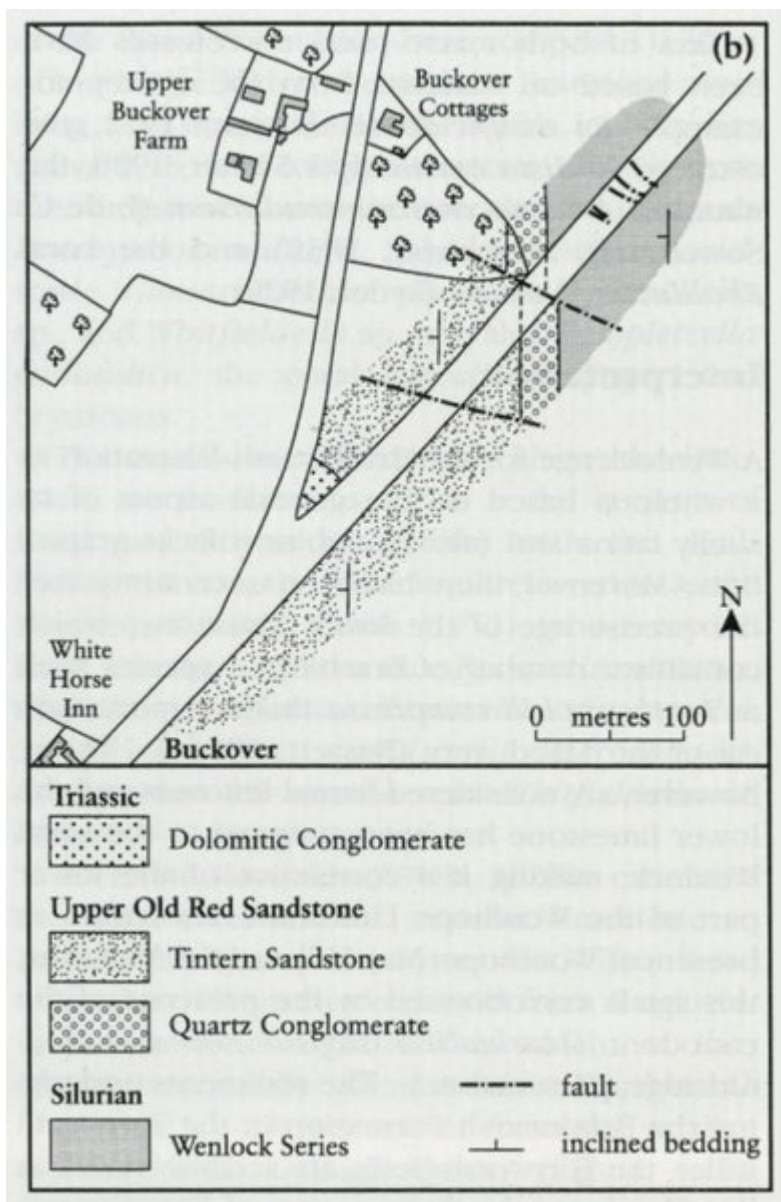 (b)
Upper
Buckover
Farm
Buckover
Cottages
N
White
Horse
Inn
0 metres 100
Buckover
Triassic
Dolomitic Conglomerate
Upper Old Red Sandstone
Tintern Sandstone
Quartz Conglomerate
Silurian
Wenlock Series
fault
inclined bedding